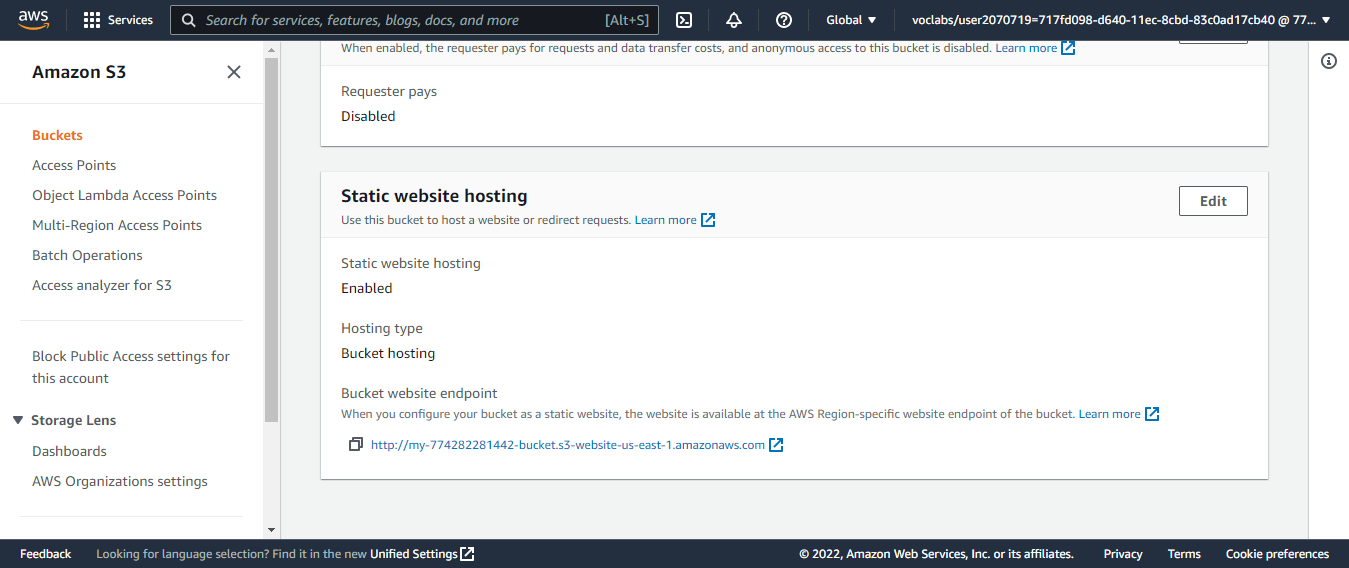 aws
Services
Search for services, features, blogs, docs, and more
[Alt+S]
Global
voclabs/user2070719=717fd098-d640-11ec-8cbd-83c0ad17cb40 @ 77...
Amazon S3
Buckets
Access Points
Object Lambda Access Points
Multi-Region Access Points
Batch Operations
Access analyzer for S3
Block Public Access settings for
this account
Storage Lens
Dashboards
AWS Organizations settings
When enabled, the requester pays for requests and data transfer costs, and anonymous access to this bucket is disabled. Learn more
Requester pays
Disabled
Static website hosting
Edit
Use this bucket to host a website or redirect requests. Learn more
Static website hosting
Enabled
Hosting type
Bucket hosting
Bucket website endpoint
When you configure your bucket as a static website, the website is available at the AWS Region-specific website endpoint of the bucket. Learn more
http://my-774282281442-bucket.s3-website-us-east-1.amazonaws.com
Feedback
Looking for language selection? Find it in the new Unified Settings
© 2022, Amazon Web Services, Inc. or its affiliates.
Privacy
Terms
Cookie preferences